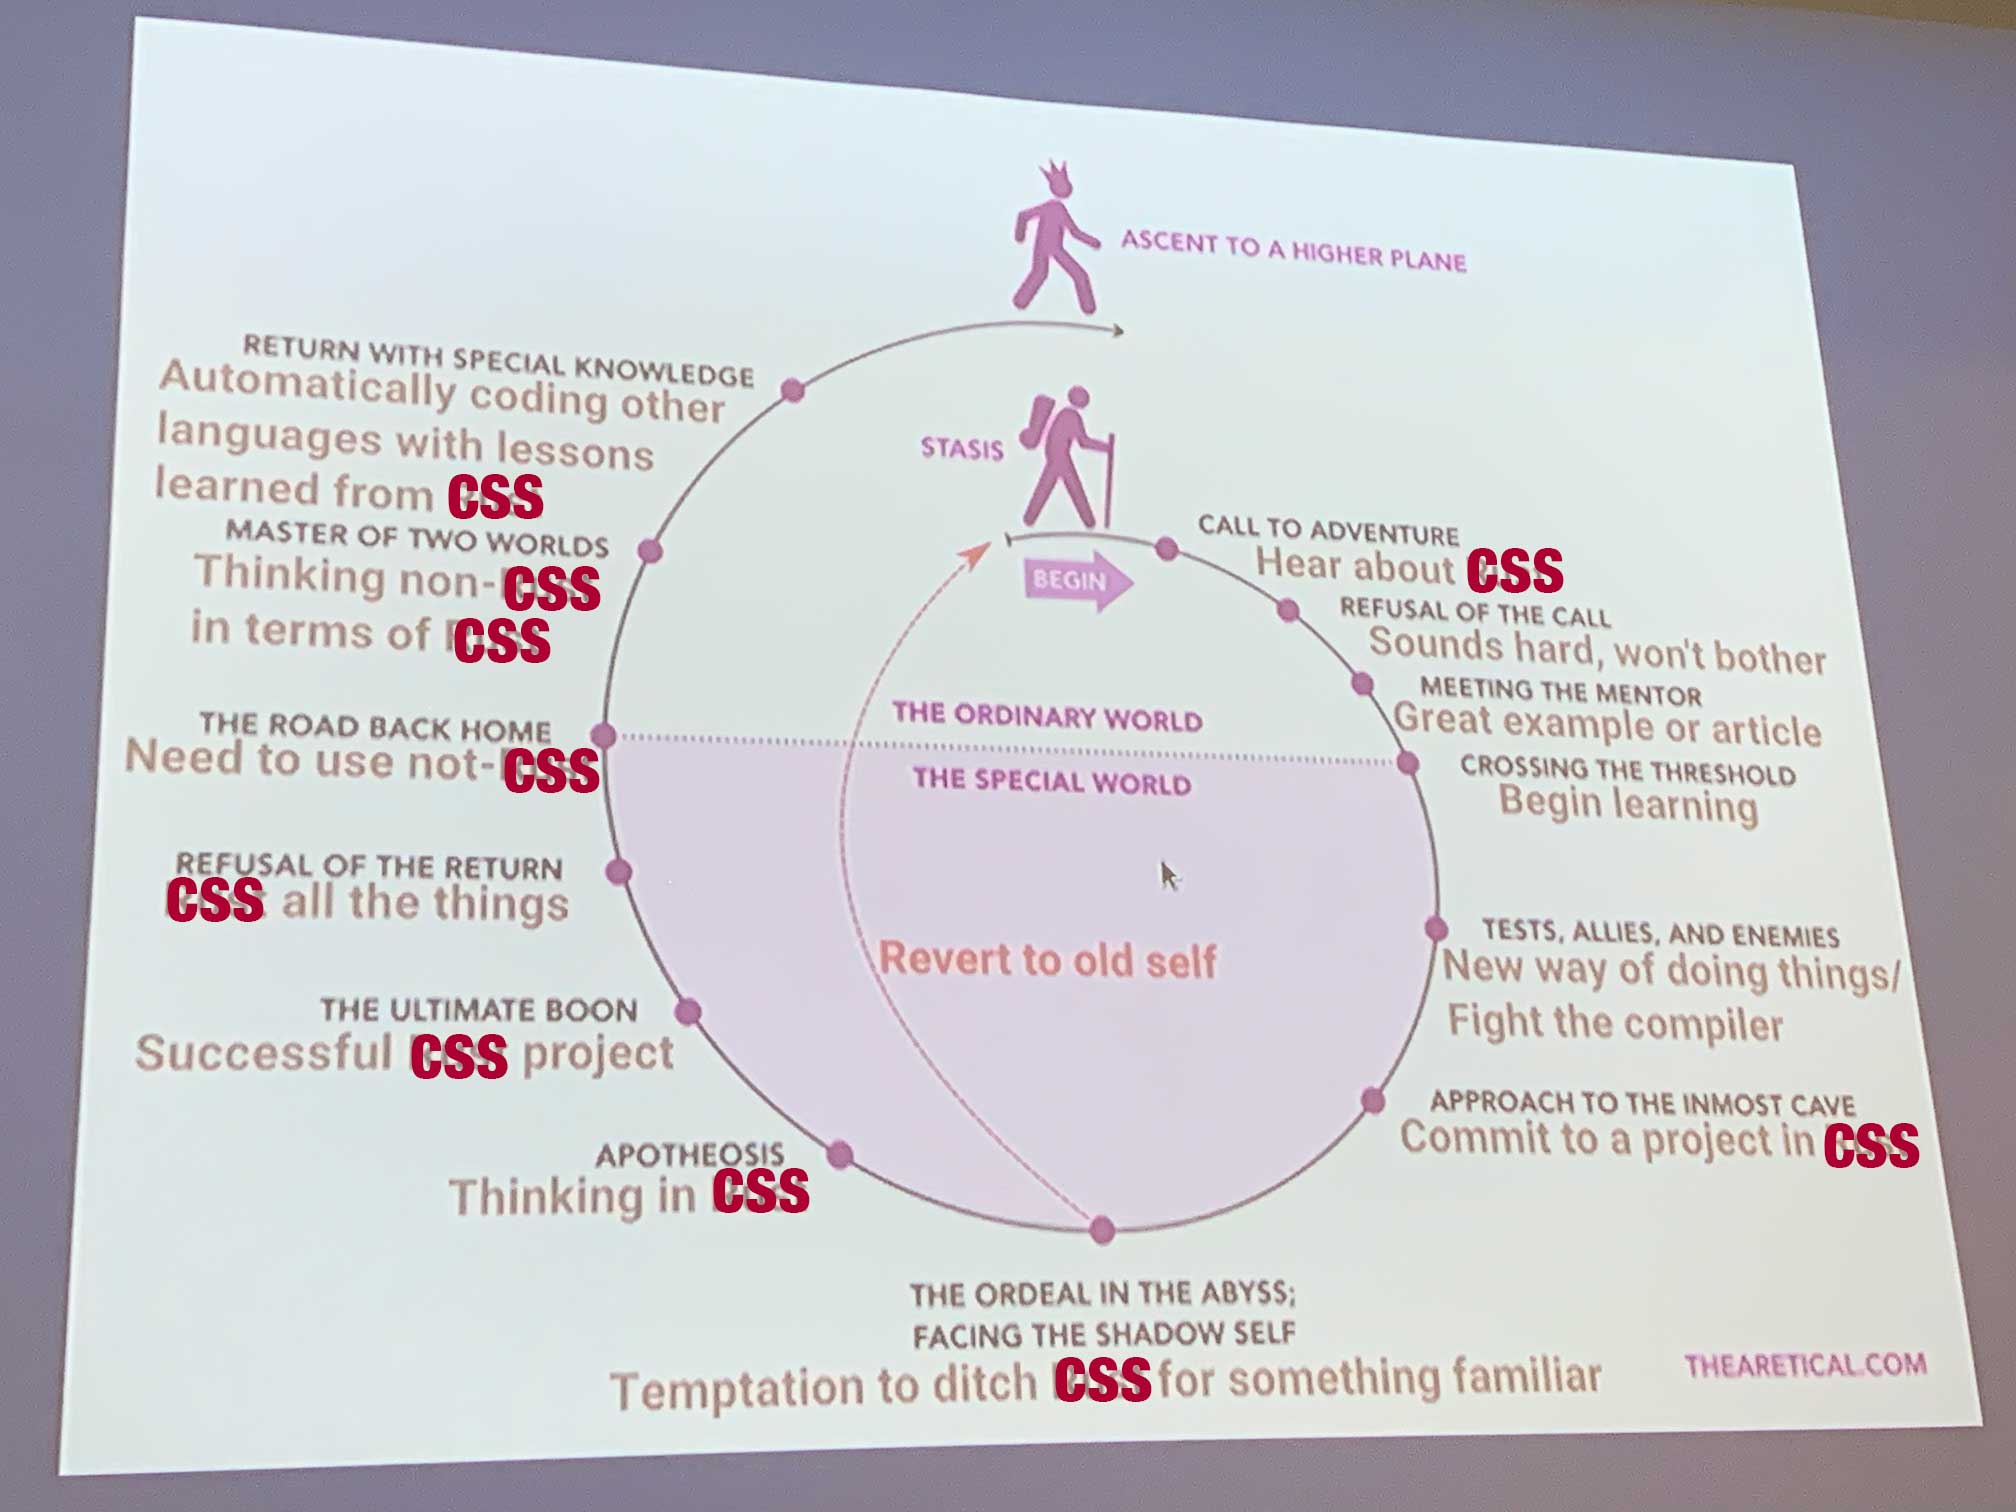 ASCENT TO A HIGHER PLANE
RETURN WITH SPECIAL KNOWLEDGE
Automatically coding other
languages with lessons
learned from CSS
MASTER OF TWO WORLDS
Thinking non-CSS
in terms of CSS
THE ROAD BACK HOME
Need to use not-CSS
REFUSAL OF THE RETURN
CSS all the things
THE ULTIMATE BOON
Successful CSS project
APOTHEOSIS
Thinking in CSS
STASIS
BEGIN
THE ORDINARY WORLD
THE SPECIAL WORLD
Revert to old self
CALL TO ADVENTURE
Hear about CSS
REFUSAL OF THE CALL
Sounds hard, won't bother
MEETING THE MENTOR
Great example or article
CROSSING THE THRESHOLD
Begin learning
TESTS, ALLIES, AND ENEMIES
New way of doing things/
Fight the compiler
APPROACH TO THE INMOST CAVE
Commit to a project in CSS
THE ORDEAL IN THE ABYSS;
FACING THE SHADOW SELF
Temptation to ditch CSS for something familiar
THEARETICAL.COM